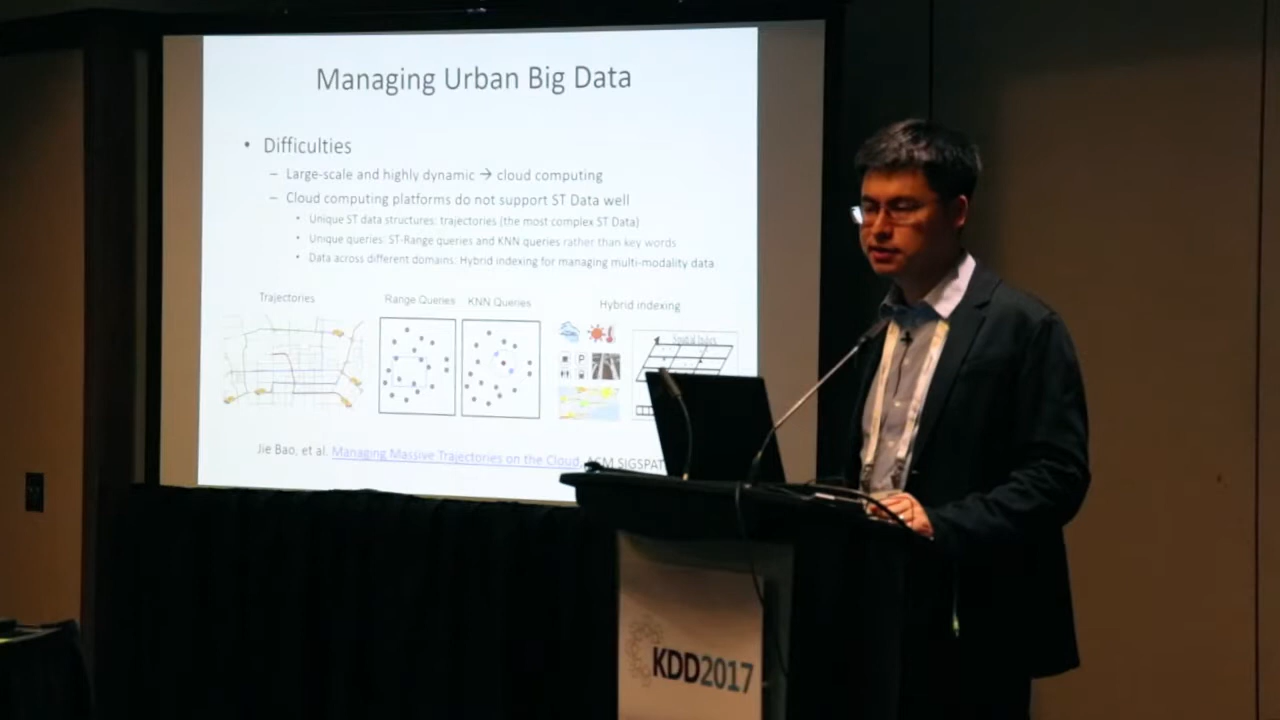 Managing Urban Big Data
• Difficulties
– Large-scale and highly dynamic → cloud computing
– Cloud computing platforms do not support ST Data well
• Unique ST data structures: trajectories (the most complex ST Data)
• Unique queries: ST-Range queries and KNN queries rather than key words
• Data across different domains: Hybrid indexing for managing multi-modality data
Trajectories Range Queries KNN Queries Hybrid indexing
Spatial Index
P
Jie Bao, et al. Managing Massive Trajectories on the Cloud. ACM SIGSPAT
KDD2017